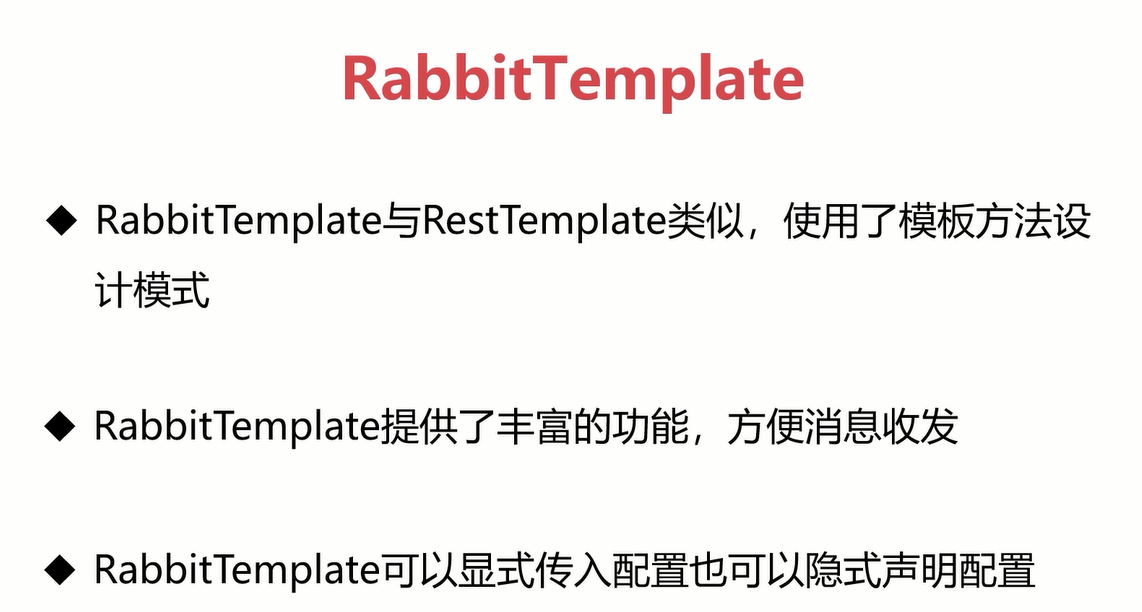 RabbitTemplate
◆ RabbitTemplate与RestTemplate类似，使用了模板方法设
计模式
◆ RabbitTemplate提供了丰富的功能，方便消息收发
◆ RabbitTemplate可以显式传入配置也可以隐式声明配置